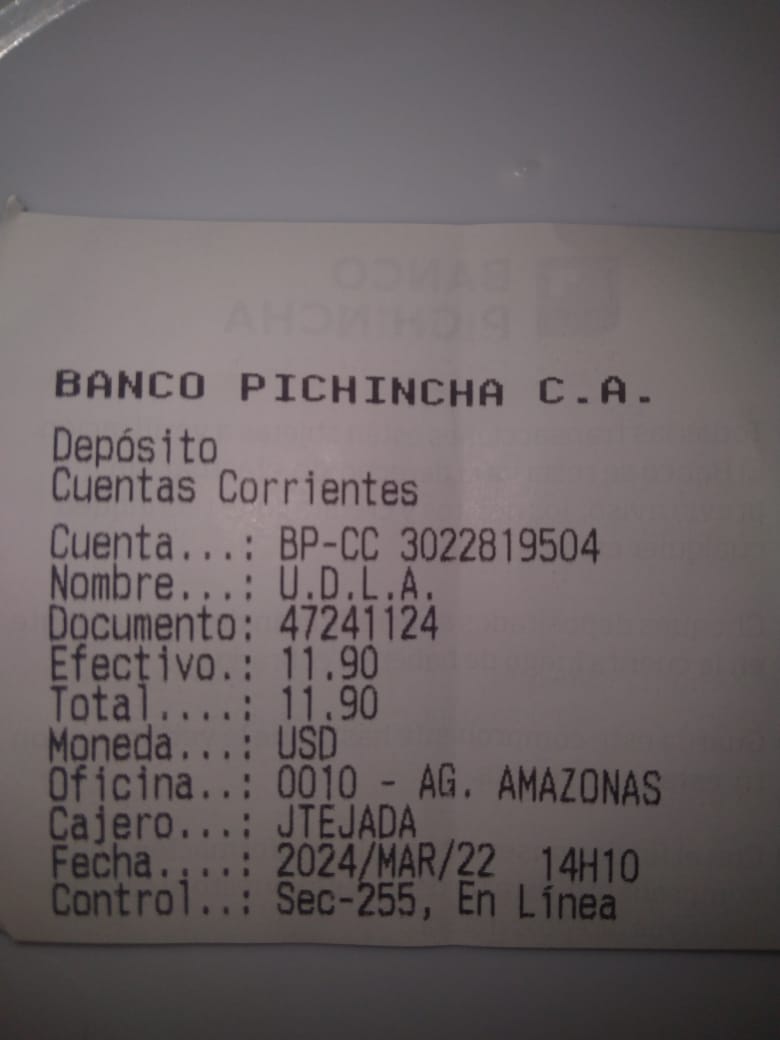 BANCO PICHINCHA C.A.
Depósito
Cuentas Corrientes
Cuenta...: BP-CC 3022819504
Nombre...: U.D.L.A.
Documento: 47241124
Efectivo.: 11.90
Total....: 11.90
Moneda...: USD
Oficina..: 0010 - AG. AMAZONAS
Cajero...: JTEJADA
Fecha....: 2024/MAR/22 14H10
Control..: Sec-255, En Línea